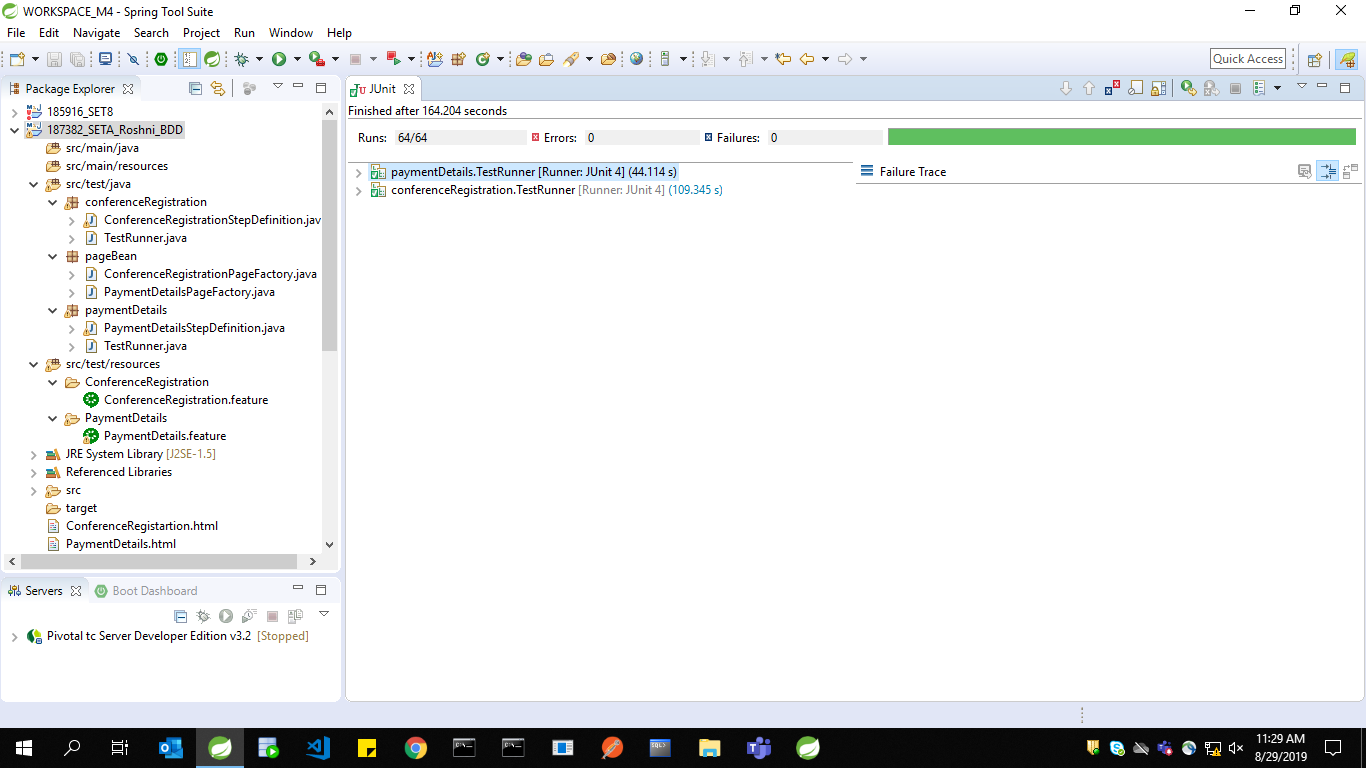 WORKSPACE_M4 - Spring Tool Suite
File Edit Navigate Search Project Run Window Help
Quick Access
Package Explorer
185916_SET8
187382_SETA_Roshni_BDD
src/main/java
src/main/resources
src/test/java
conferenceRegistration
ConferenceRegistrationStepDefinition.jav
TestRunner.java
pageBean
ConferenceRegistrationPageFactory.java
PaymentDetailsPageFactory.java
paymentDetails
PaymentDetailsStepDefinition.java
TestRunner.java
src/test/resources
ConferenceRegistration
ConferenceRegistration.feature
PaymentDetails
PaymentDetails.feature
JRE System Library [J2SE-1.5]
Referenced Libraries
src
target
ConferenceRegistartion.html
PaymentDetails.html
Servers
Boot Dashboard
Pivotal tc Server Developer Edition v3.2 [Stopped]
JUnit
Finished after 164.204 seconds
Runs: 64/64 Errors: 0 Failures: 0
paymentDetails.TestRunner [Runner: JUnit 4] (44.114 s)
conferenceRegistration.TestRunner [Runner: JUnit 4] (109.345 s)
Failure Trace
11:29 AM
8/29/2019